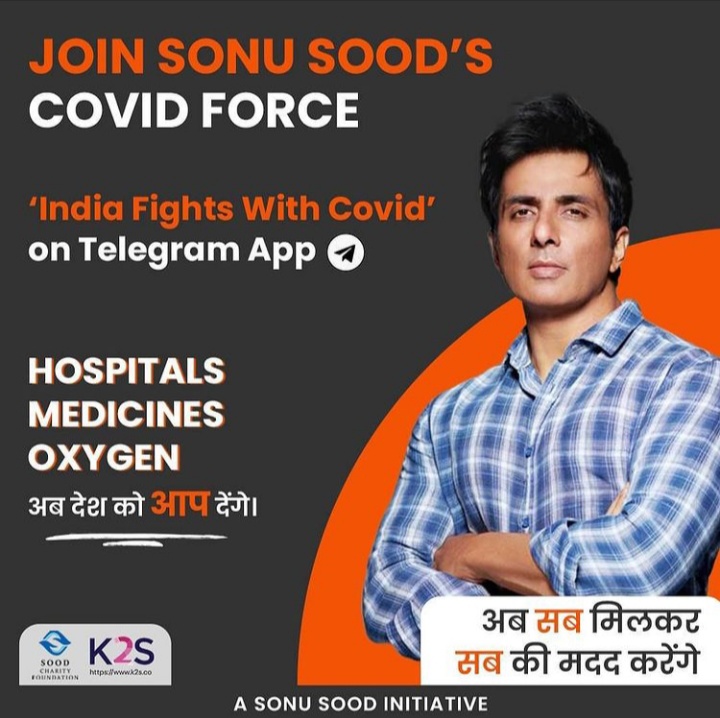 JOIN SONU SOOD'S
COVID FORCE
'India Fights With Covid'
on Telegram App
HOSPITALS
MEDICINES
OXYGEN
अब देश को आप देंगे।
SOOD
CHARITY
FOUNDATION
K2S
https://www.k2s.co
अब सब मिलकर
सब की मदद करेंगे
A SONU SOOD INITIATIVE